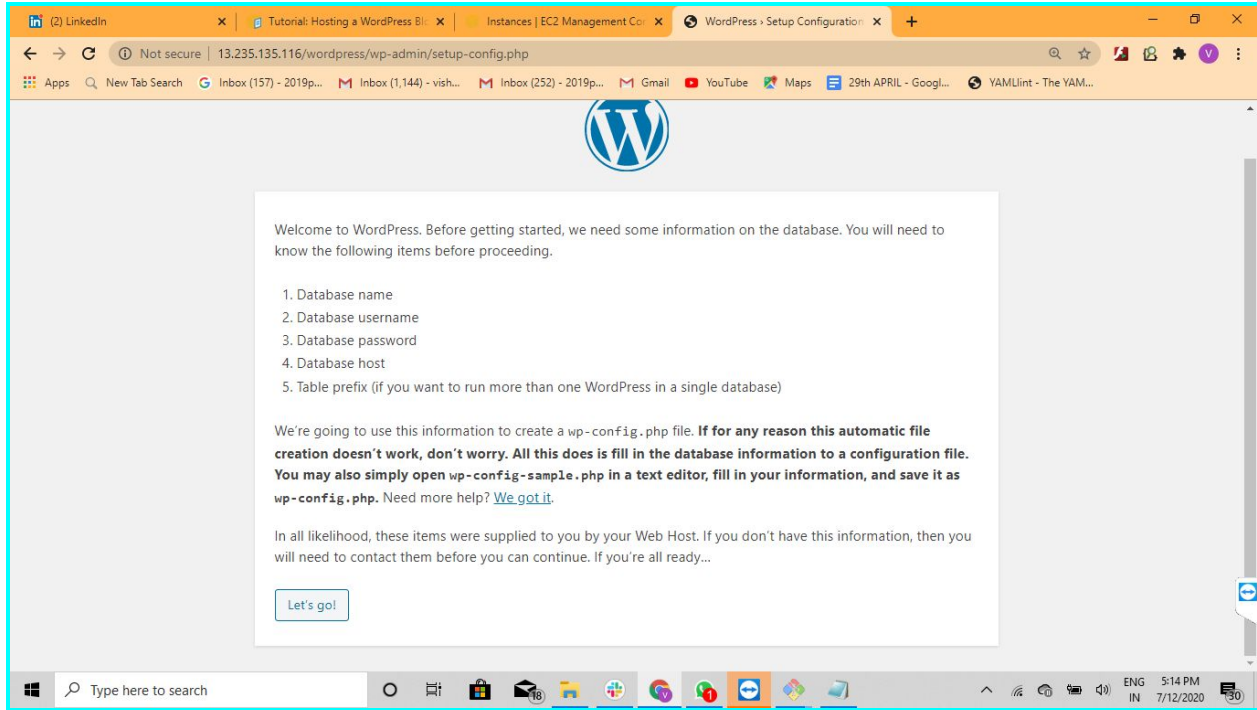 (2) LinkedIn
Tutorial: Hosting a WordPress Blo
Instances | EC2 Management Con
WordPress › Setup Configuration
Not secure | 13.235.135.116/wordpress/wp-admin/setup-config.php
V
Apps
New Tab Search
Inbox (157) - 2019p...
Inbox (1,144) - vish...
Inbox (252) - 2019p...
Gmail
YouTube
Maps
29th APRIL - Googl...
YAMLlint - The YAM...
Welcome to WordPress. Before getting started, we need some information on the database. You will need to
know the following items before proceeding.
1. Database name
2. Database username
3. Database password
4. Database host
5. Table prefix (if you want to run more than one WordPress in a single database)
We’re going to use this information to create a wp-config.php file. If for any reason this automatic file
creation doesn’t work, don’t worry. All this does is fill in the database information to a configuration file.
You may also simply open wp-config-sample.php in a text editor, fill in your information, and save it as
wp-config.php. Need more help? We got it.
In all likelihood, these items were supplied to you by your Web Host. If you don’t have this information, then you
will need to contact them before you can continue. If you’re all ready…
Let’s go!
Type here to search
18
V
1
ENG
IN
5:14 PM
7/12/2020
30